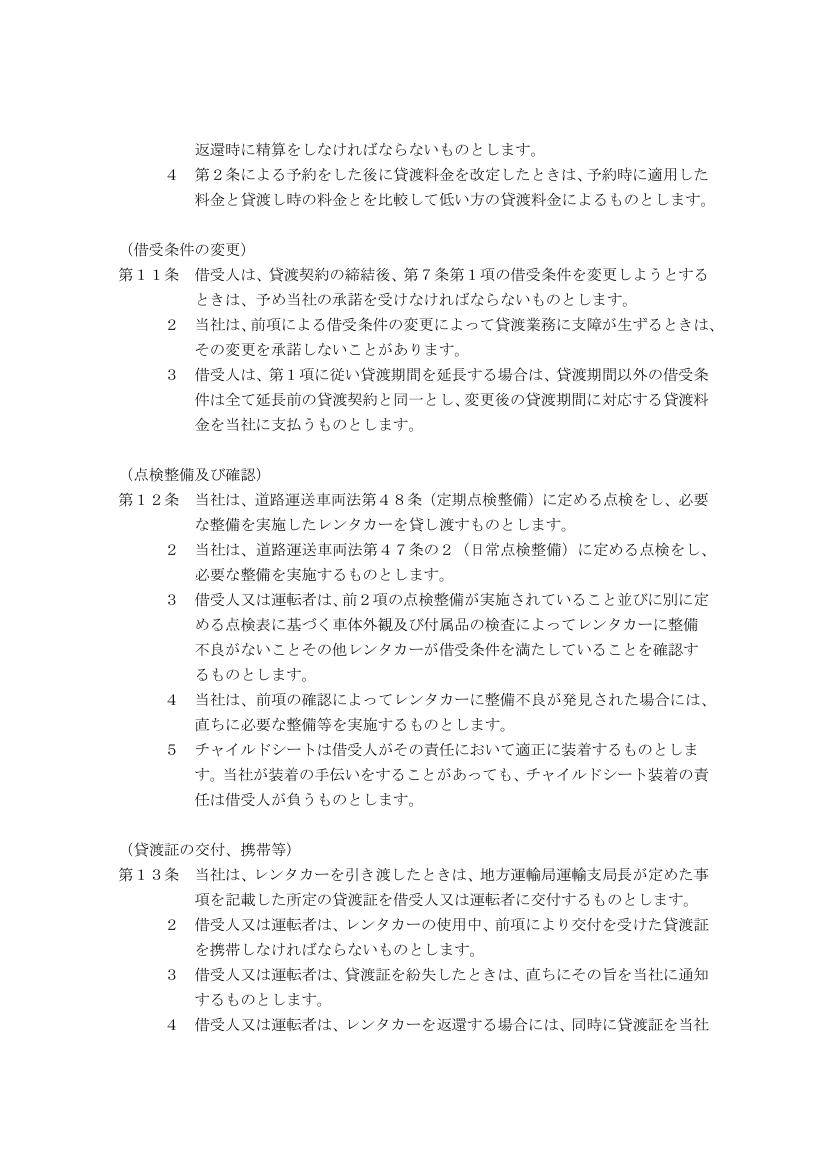 返還時に精算をしなければならないものとします。
４　第２条による予約をした後に貸渡料金を改定したときは、予約時に適用した
料金と貸渡し時の料金とを比較して低い方の貸渡料金によるものとします。
（借受条件の変更）
第１１条　借受人は、貸渡契約の締結後、第７条第１項の借受条件を変更しようとする
ときは、予め当社の承諾を受けなければならないものとします。
２　当社は、前項による借受条件の変更によって貸渡業務に支障が生ずるときは、
その変更を承諾しないことがあります。
３　借受人は、第１項に従い貸渡期間を延長する場合は、貸渡期間以外の借受条
件は全て延長前の貸渡契約と同一とし、変更後の貸渡期間に対応する貸渡料
金を当社に支払うものとします。
（点検整備及び確認）
第１２条　当社は、道路運送車両法第４８条（定期点検整備）に定める点検をし、必要
な整備を実施したレンタカーを貸し渡すものとします。
２　当社は、道路運送車両法第４７条の２（日常点検整備）に定める点検をし、
必要な整備を実施するものとします。
３　借受人又は運転者は、前２項の点検整備が実施されていること並びに別に定
める点検表に基づく車体外観及び付属品の検査によってレンタカーに整備
不良がないことその他レンタカーが借受条件を満たしていることを確認す
るものとします。
４　当社は、前項の確認によってレンタカーに整備不良が発見された場合には、
直ちに必要な整備等を実施するものとします。
５　チャイルドシートは借受人がその責任において適正に装着するものとしま
す。当社が装着の手伝いをすることがあっても、チャイルドシート装着の責
任は借受人が負うものとします。
（貸渡証の交付、携帯等）
第１３条　当社は、レンタカーを引き渡したときは、地方運輸局運輸支局長が定めた事
項を記載した所定の貸渡証を借受人又は運転者に交付するものとします。
２　借受人又は運転者は、レンタカーの使用中、前項により交付を受けた貸渡証
を携帯しなければならないものとします。
３　借受人又は運転者は、貸渡証を紛失したときは、直ちにその旨を当社に通知
するものとします。
４　借受人又は運転者は、レンタカーを返還する場合には、同時に貸渡証を当社